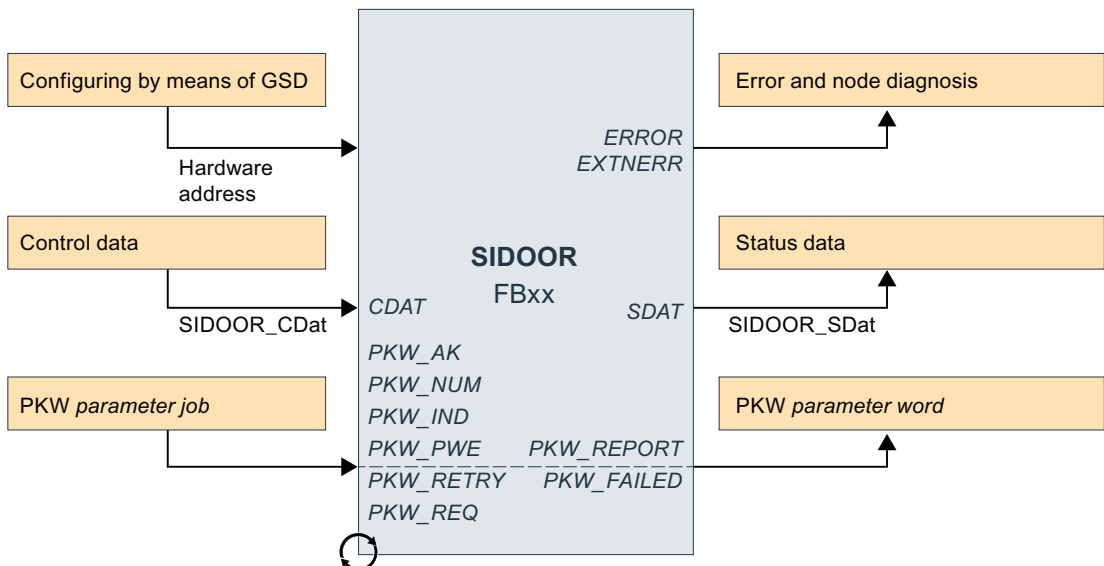 Configuring by means of GSD
Error and node diagnosis
ERROR
EXTNERR
Hardware
address
Control data
Status data
SIDOOR
FBxx
CDAT
SDAT
SIDOOR_CDat
SIDOOR_SDat
PKW_AK
PKW_NUM
PKW parameter job
PKW parameter word
PKW_IND
PKW_PWE PKW_REPORT
PKW_RETRY PKW_FAILED
PKW_REQ